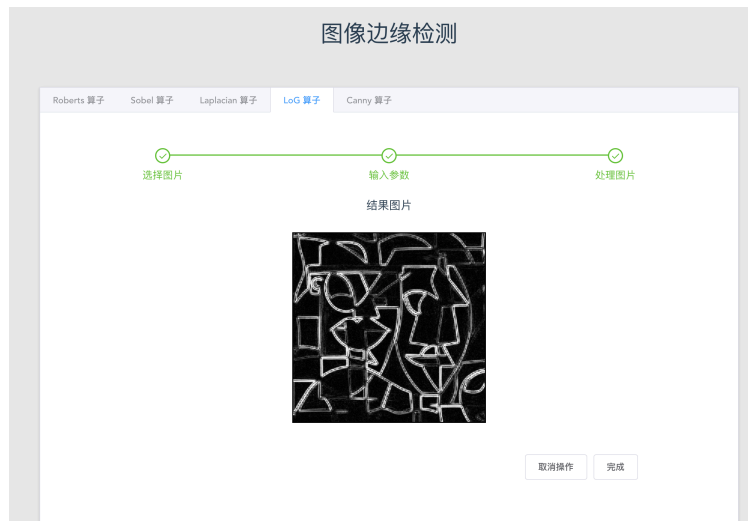 图像边缘检测
Roberts 算子 Sobel 算子 Laplacian 算子 LoG 算子 Canny 算子
选择图片 输入参数 处理图片
结果图片
取消操作 完成